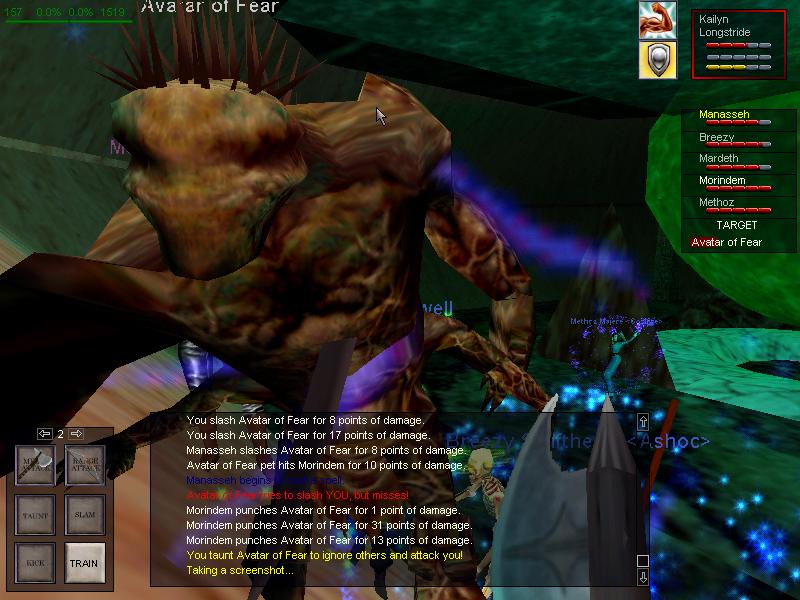 157 0.0% 0.0% 1519
Avatar of Fear
Kailyn
Longstride
Manasseh
Breezy
Mardeth
Morindem
Methoz
TARGET
Avatar of Fear
M
well
Breezy <Ashoc>
2
MELEE ATTACK
RANGE ATTACK
TAUNT
SLAM
KICK
TRAIN
You slash Avatar of Fear for 8 points of damage.
You slash Avatar of Fear for 17 points of damage.
Manasseh slashes Avatar of Fear for 8 points of damage.
Avatar of Fear pet hits Morindem for 10 points of damage.
Manasseh begins to cast a spell.
Avatar of Fear tries to slash YOU, but misses!
Morindem punches Avatar of Fear for 1 point of damage.
Morindem punches Avatar of Fear for 31 points of damage.
Morindem punches Avatar of Fear for 13 points of damage.
You taunt Avatar of Fear to ignore others and attack you!
Taking a screenshot...